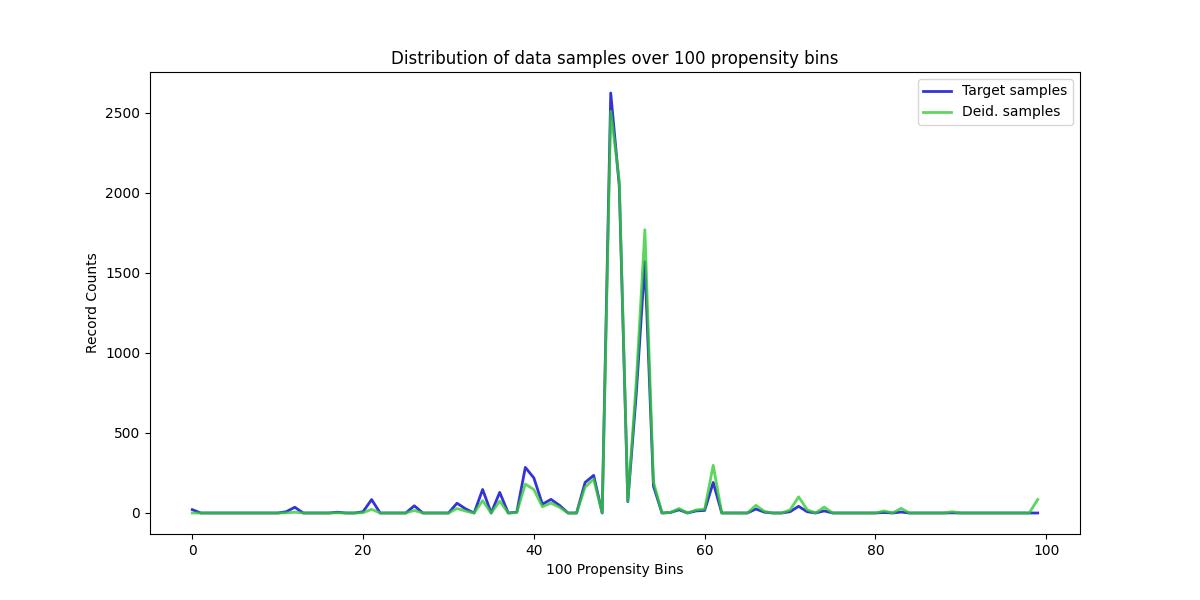 Distribution of data samples over 100 propensity bins
Target samples
Deid. samples
2500
2000
1500
1000
500
0
Record Counts
0 20 40 60 80 100
100 Propensity Bins